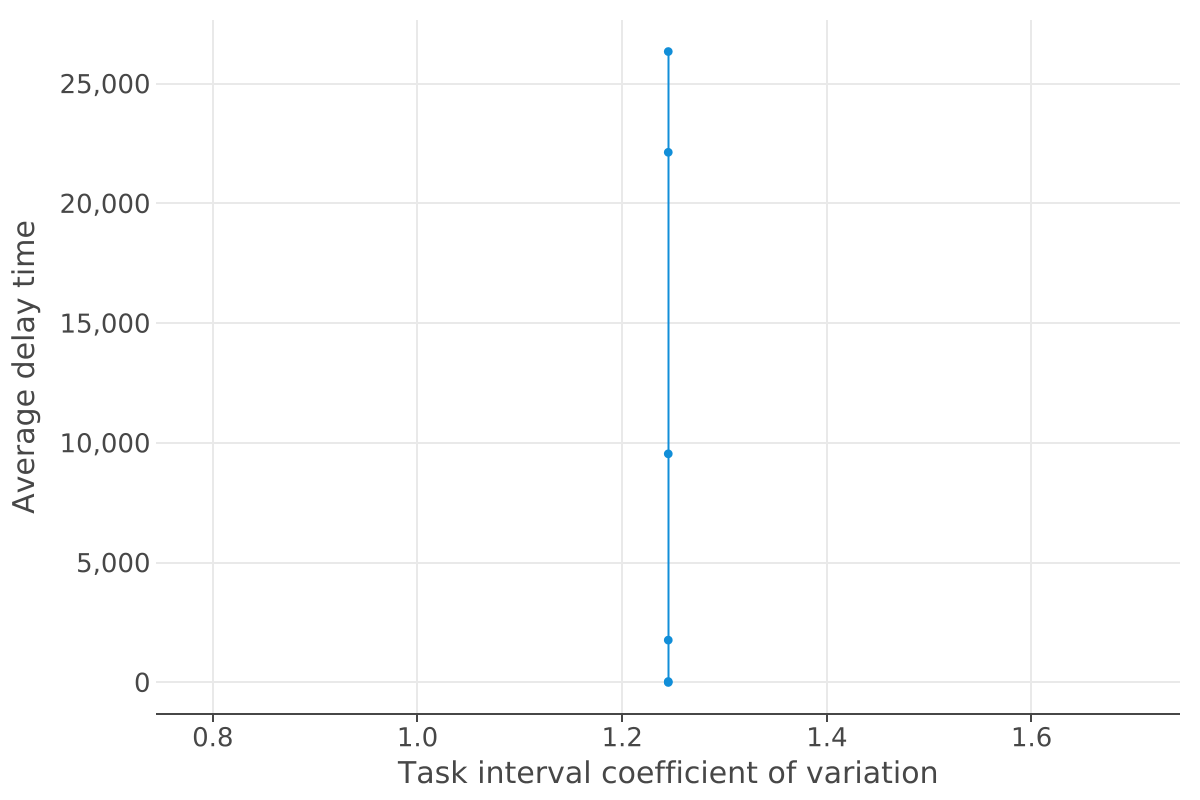 25,000
20,000
15,000
10,000
5,000
0
Average delay time
0.8 1.0 1.2 1.4 1.6
Task interval coefficient of variation